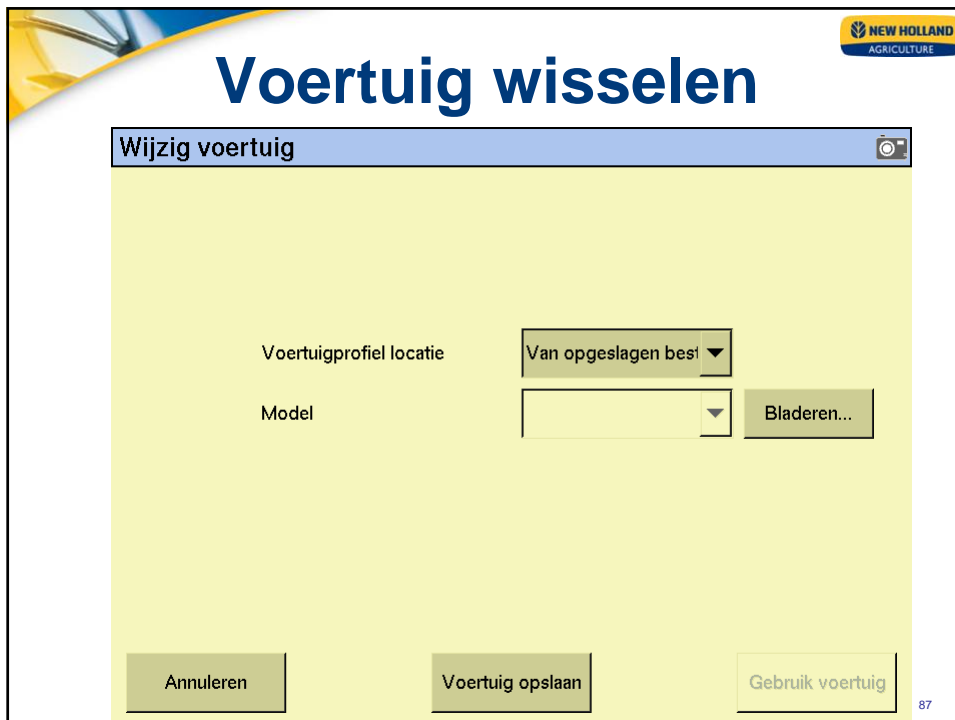 NEW HOLLAND
AGRICULTURE
Voertuig wisselen
Wijzig voertuig
Voertuigprofiel locatie
Van opgeslagen best
Model
Bladeren...
Annuleren
Voertuig opslaan
Gebruik voertuig
87